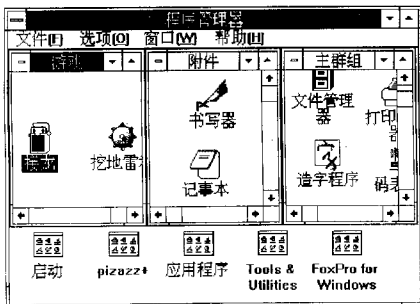 程序管理器
文件[F] 选项[O] 窗口[W] 帮助[H]
游戏
附件
主群组
接龙
挖地雷
书写器
记事本
文件管理器
打印
造字程序
码表
启动
pizazz+
应用程序
Tools & Utilities
FoxPro for Windows